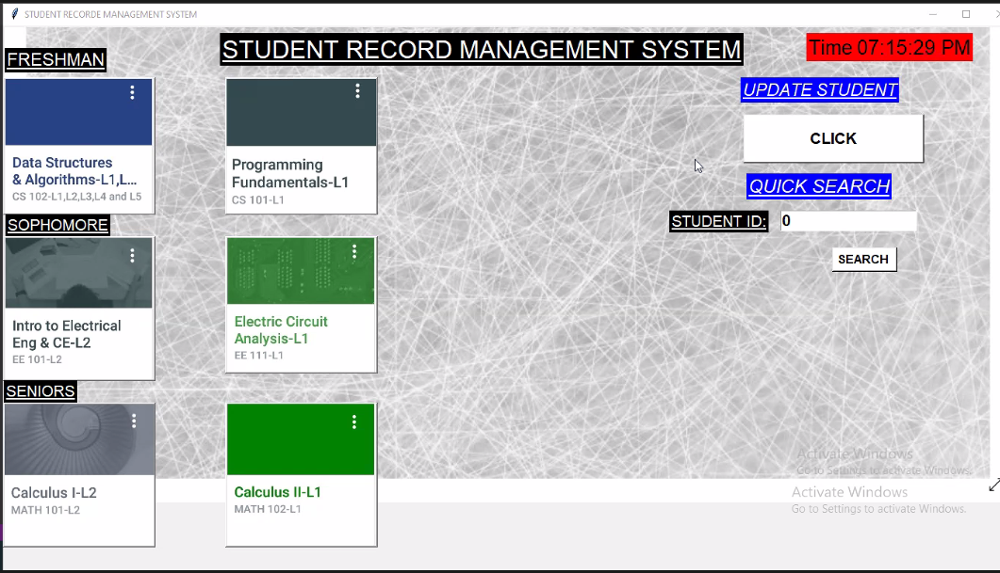 STUDENT RECORDE MANAGEMENT SYSTEM
STUDENT RECORD MANAGEMENT SYSTEM
Time 07:15:29 PM
FRESHMAN
Data Structures
& Algorithms-L1,L...
CS 102-L1,L2,L3,L4 and L5
Programming
Fundamentals-L1
CS 101-L1
UPDATE STUDENT
CLICK
QUICK SEARCH
STUDENT ID: 0
SEARCH
SOPHOMORE
Intro to Electrical
Eng & CE-L2
EE 101-L2
Electric Circuit
Analysis-L1
EE 111-L1
SENIORS
Calculus I-L2
MATH 101-L2
Calculus II-L1
MATH 102-L1
Activate Windows
Go to Settings to activate Windows.
Activate Windows
Go to Settings to activate Windows.